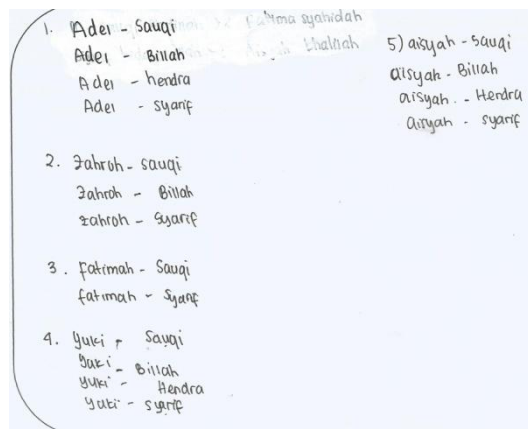 1. Adel - Sauqi
Adel - Billah
Adel - hendra
Adel - syarif
2. Zahroh - sauqi
Zahroh - Billah
zahroh - Syarif
3. Fatimah - Sauqi
fatimah - Syarif
4. Yuki - Sauqi
Yuki - Billah
Yuki - Hendra
Yuki - syarif
5) aisyah - sauqi
aisyah - Billah
aisyah - Hendra
aisyah - syarif